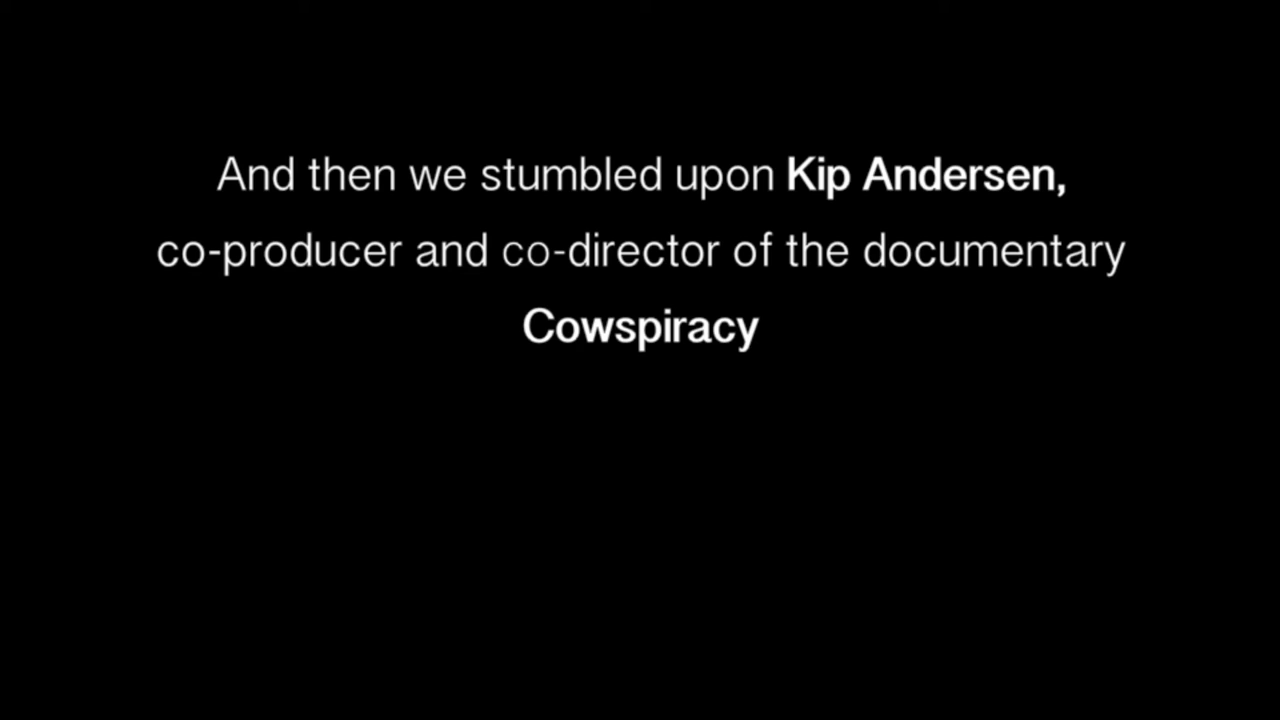 And then we stumbled upon Kip Andersen,
co-producer and co-director of the documentary
Cowspiracy